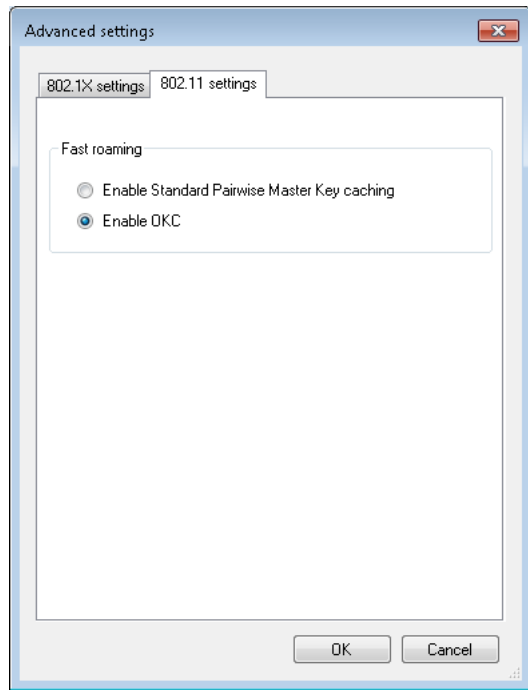 Advanced settings
802.1X settings
802.11 settings
Fast roaming
Enable Standard Pairwise Master Key caching
Enable OKC
OK
Cancel